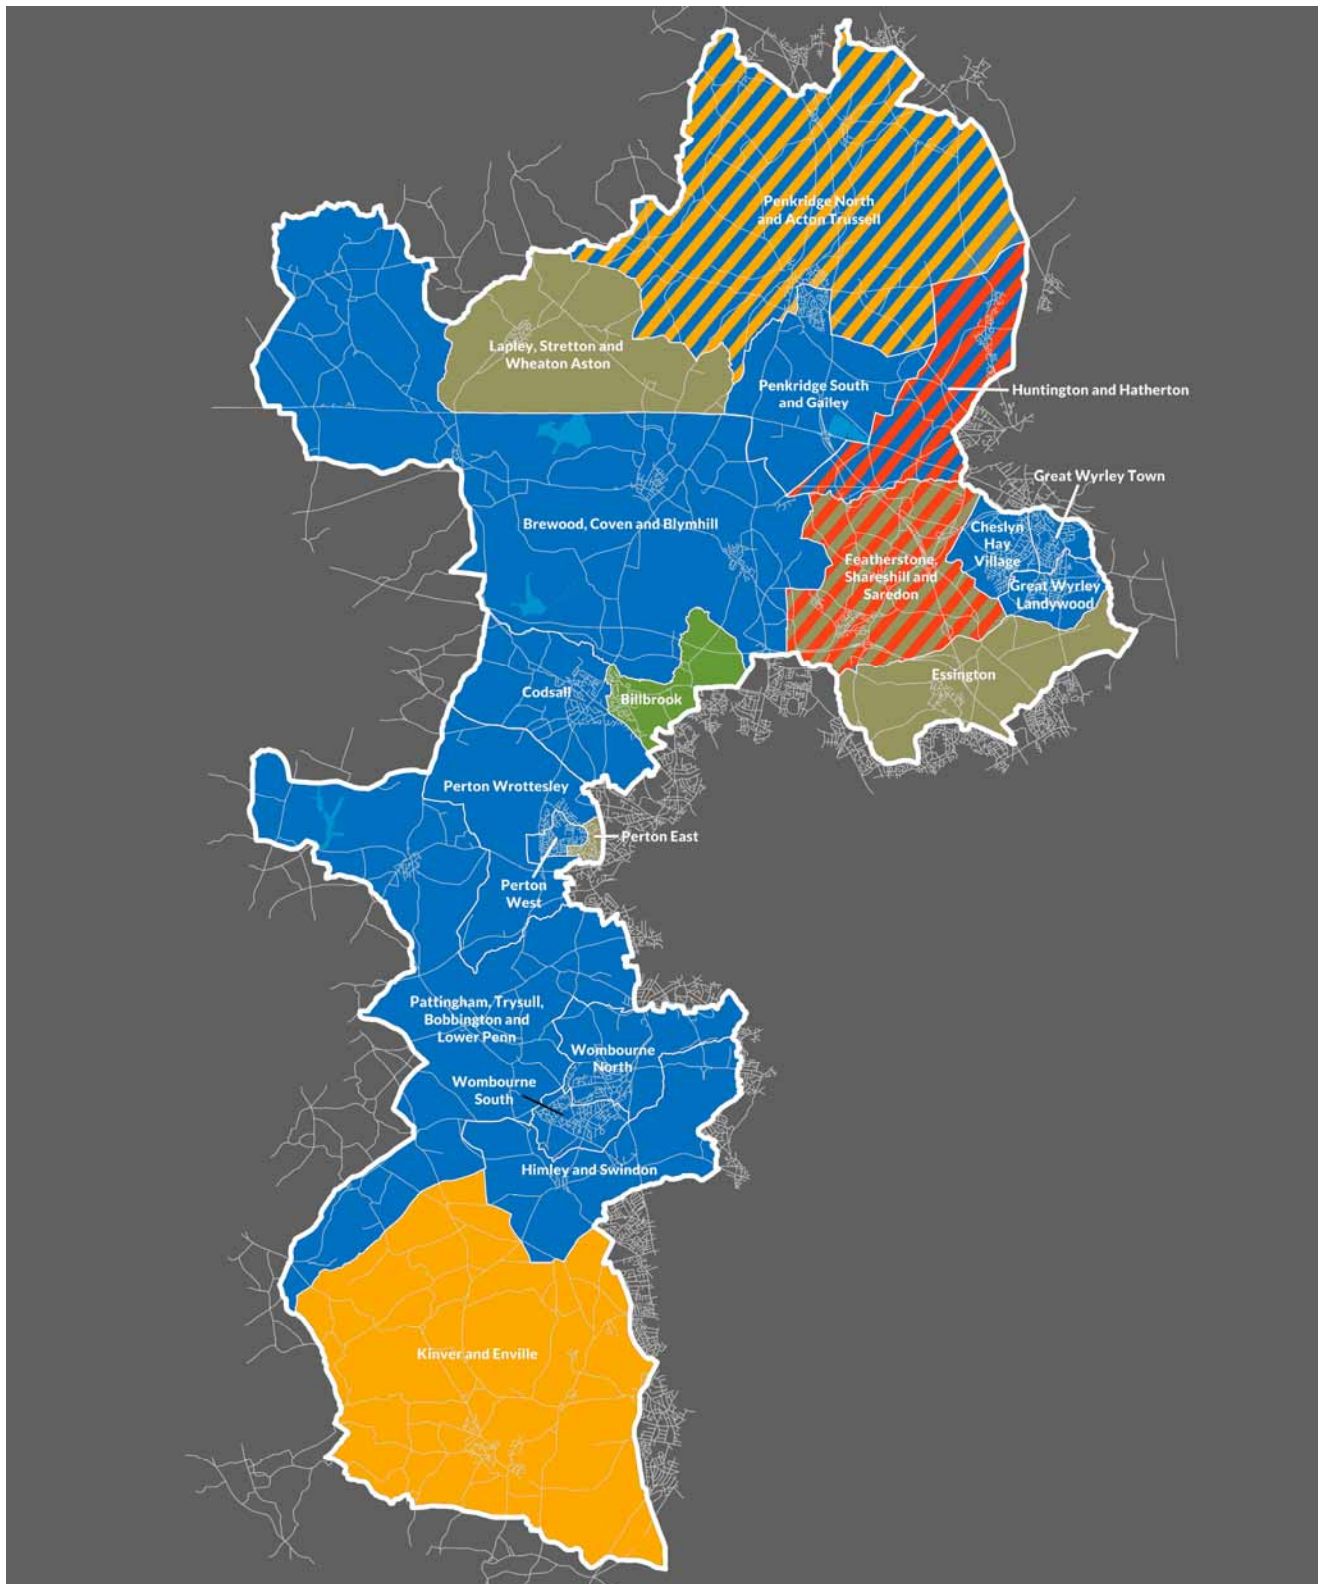 Penkridge North
and Acton Trussell
Lapley, Stretton and
Wheaton Aston
Penkridge South
and Gailey
Huntington and Hatherton
Great Wyrley Town
Brewood, Coven and Blymhill
Cheslyn
Hay
Village
Featherstone,
Shareshill and
Saredon
Great Wyrley
Landywood
Essington
Codsall
Billbrook
Perton Wrottesley
Perton East
Perton
West
Pattingham, Trysull,
Bobbington and
Lower Penn
Wombourne
North
Wombourne
South
Himley and Swindon
Kinver and Enville